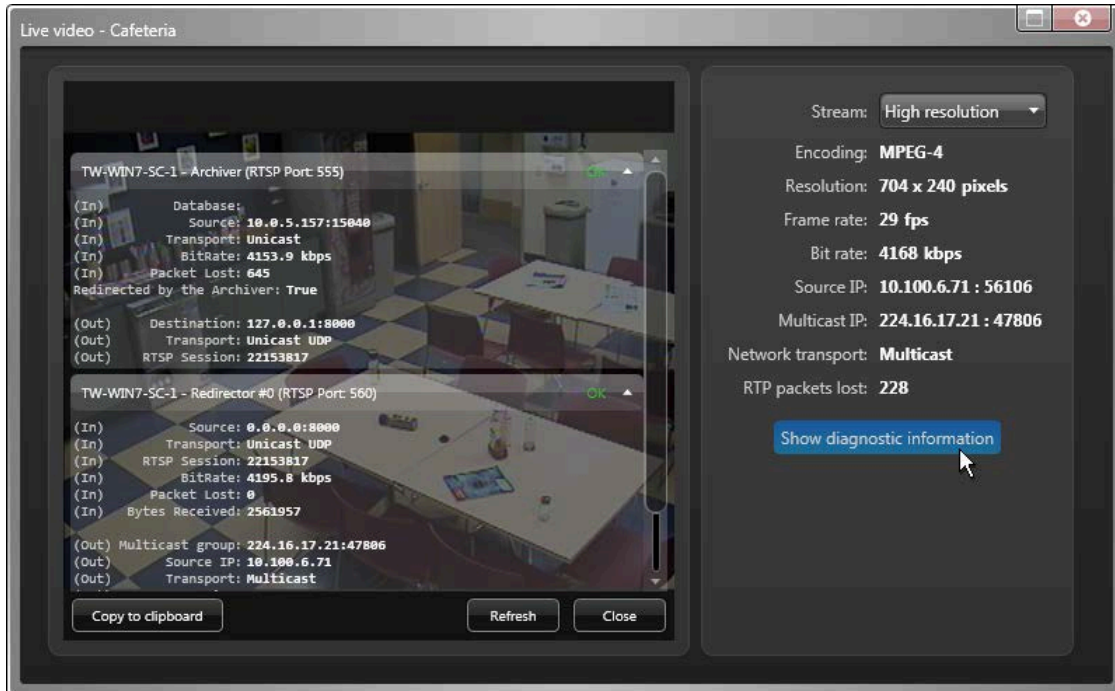 Live video - Cafeteria
TW-WIN7-SC-1 - Archiver (RTSP Port: 555) OK
(In) Database:
(In) Source: 10.0.5.157:15040
(In) Transport: Unicast
(In) BitRate: 4153.9 kbps
(In) Packet Lost: 645
Redirected by the Archiver: True
(Out) Destination: 127.0.0.1:8000
(Out) Transport: Unicast UDP
(Out) RTSP Session: 22153817
TW-WIN7-SC-1 - Redirector #0 (RTSP Port: 560) OK
(In) Source: 0.0.0.0:8000
(In) Transport: Unicast UDP
(In) RTSP Session: 22153817
(In) BitRate: 4195.8 kbps
(In) Packet Lost: 0
(In) Bytes Received: 2561957
(Out) Multicast group: 224.16.17.21:47806
(Out) Source IP: 10.100.6.71
(Out) Transport: Multicast
Copy to clipboard
Refresh
Close
Stream: High resolution
Encoding: MPEG-4
Resolution: 704 x 240 pixels
Frame rate: 29 fps
Bit rate: 4168 kbps
Source IP: 10.100.6.71 : 56106
Multicast IP: 224.16.17.21 : 47806
Network transport: Multicast
RTP packets lost: 228
Show diagnostic information